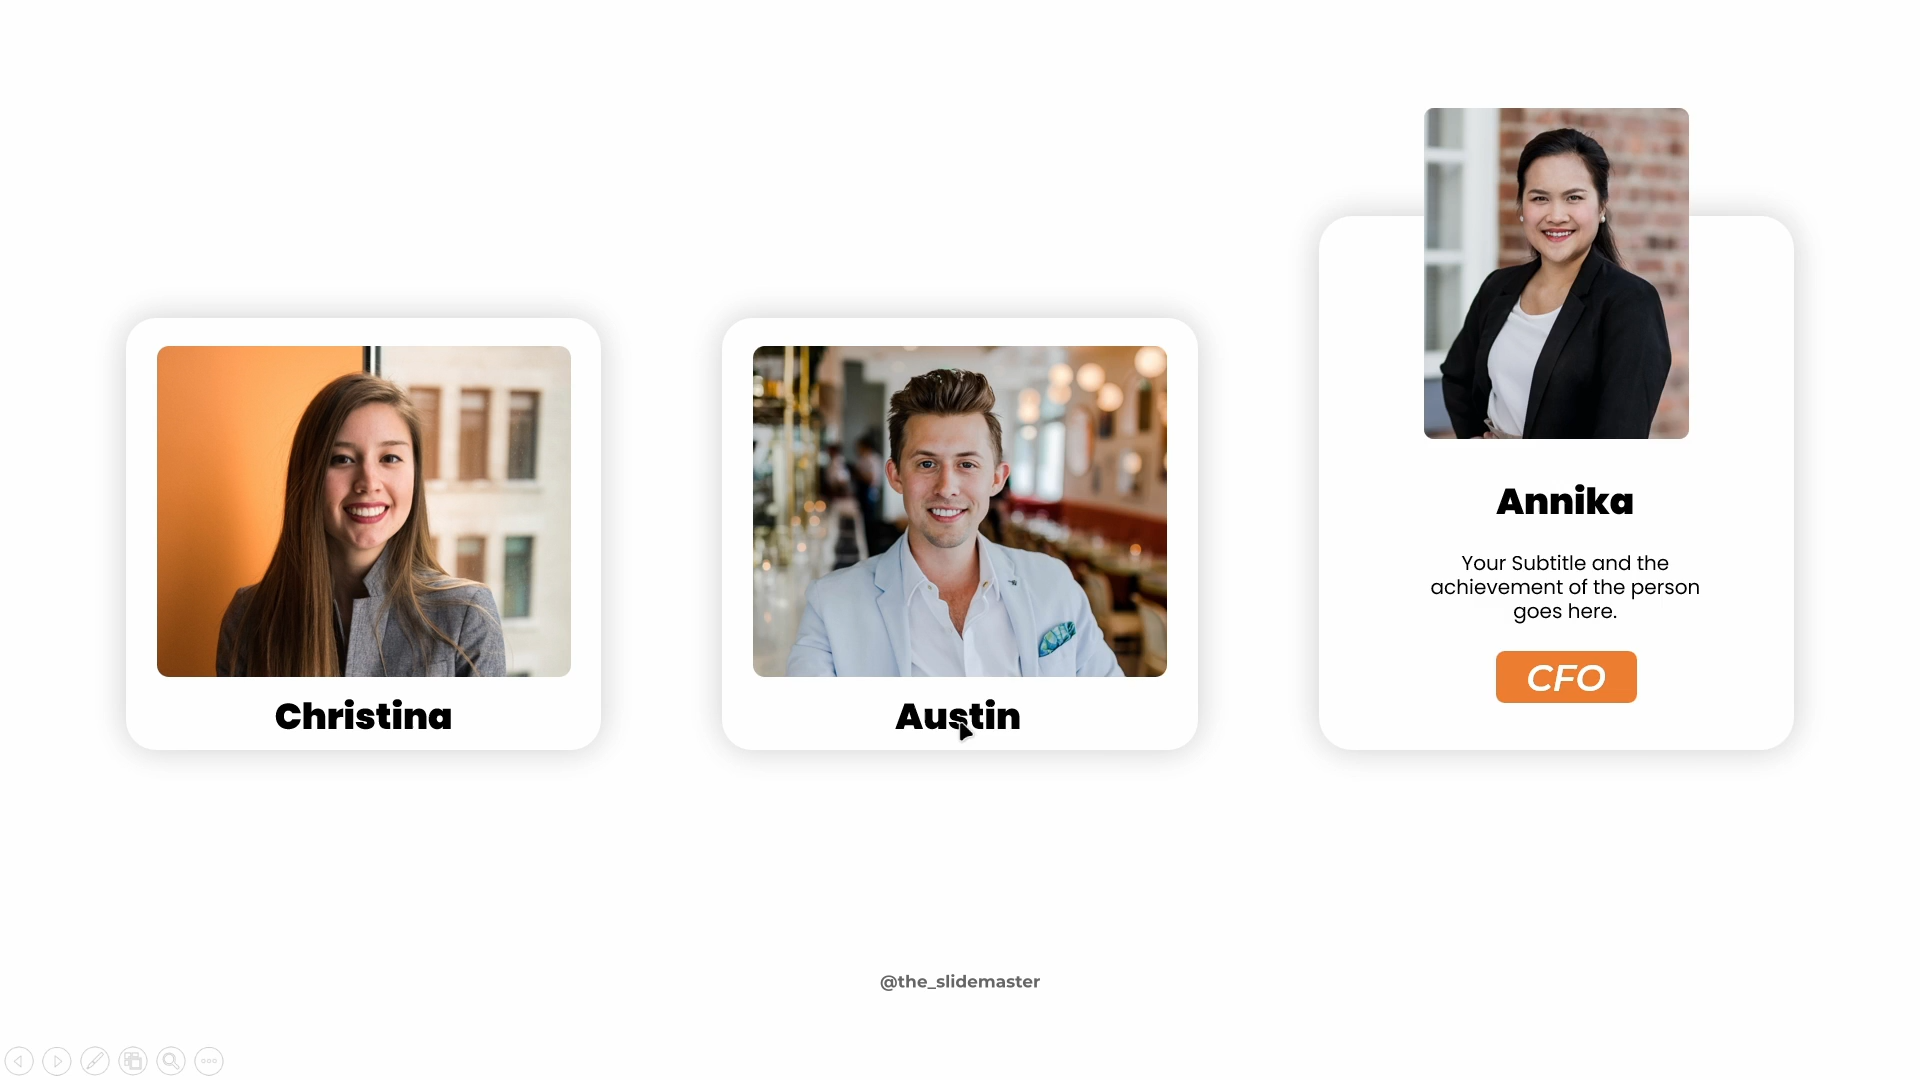 Christina
Austin
Annika
Your Subtitle and the
achievement of the person
goes here.
CFO
@the_slidemaster